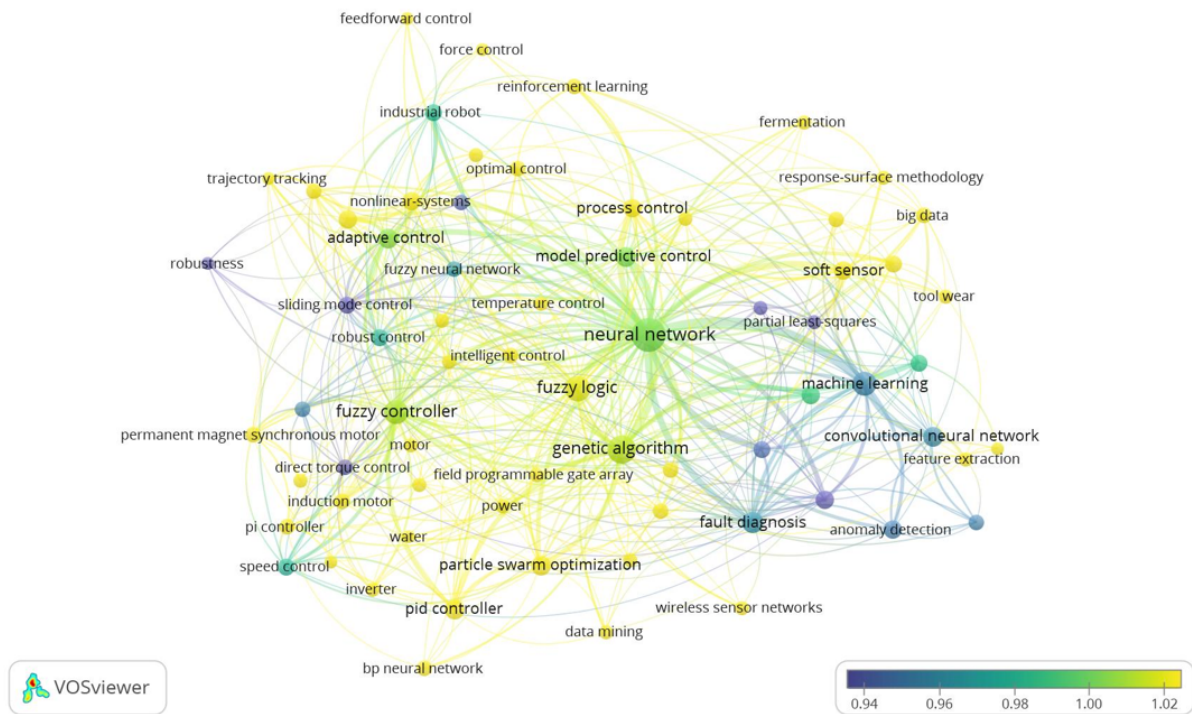 feedforward control
force control
reinforcement learning
industrial robot
fermentation
optimal control
trajectory tracking
response-surface methodology
nonlinear-systems
process control
big data
adaptive control
model predictive control
robustness
fuzzy neural network
soft sensor
tool wear
sliding mode control
temperature control
partial least-squares
robust control
neural network
intelligent control
machine learning
fuzzy logic
fuzzy controller
permanent magnet synchronous motor
convolutional neural network
motor
genetic algorithm
feature extraction
direct torque control
field programmable gate array
induction motor
power
pi controller
fault diagnosis
anomaly detection
water
speed control
particle swarm optimization
inverter
pid controller
wireless sensor networks
data mining
bp neural network
VOSviewer
0.94 0.96 0.98 1.00 1.02